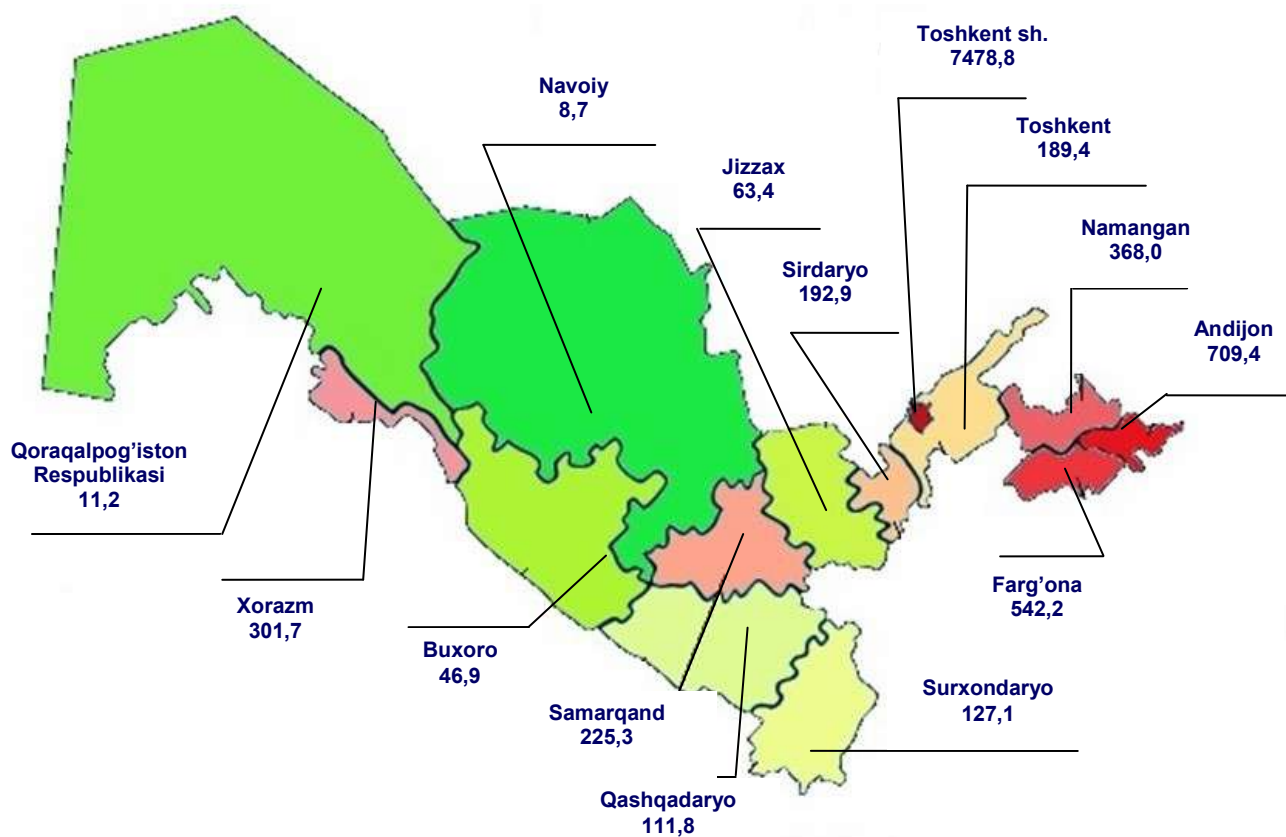 Toshkent sh.
7478,8
Navoiy
8,7
Toshkent
189,4
Jizzax
63,4
Namangan
368,0
Sirdaryo
192,9
Andijon
709,4
Qoraqalpog’iston
Respublikasi
11,2
Xorazm
301,7
Farg’ona
542,2
Buxoro
46,9
Surxondaryo
127,1
Samarqand
225,3
Qashqadaryo
111,8